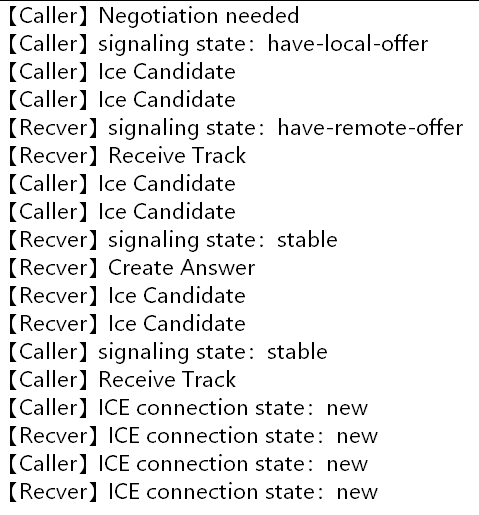 【Caller】Negotiation needed
【Caller】signaling state：have-local-offer
【Caller】Ice Candidate
【Caller】Ice Candidate
【Recver】signaling state：have-remote-offer
【Recver】Receive Track
【Caller】Ice Candidate
【Caller】Ice Candidate
【Recver】signaling state：stable
【Recver】Create Answer
【Recver】Ice Candidate
【Recver】Ice Candidate
【Caller】signaling state：stable
【Caller】Receive Track
【Caller】ICE connection state：new
【Recver】ICE connection state：new
【Caller】ICE connection state：new
【Recver】ICE connection state：new